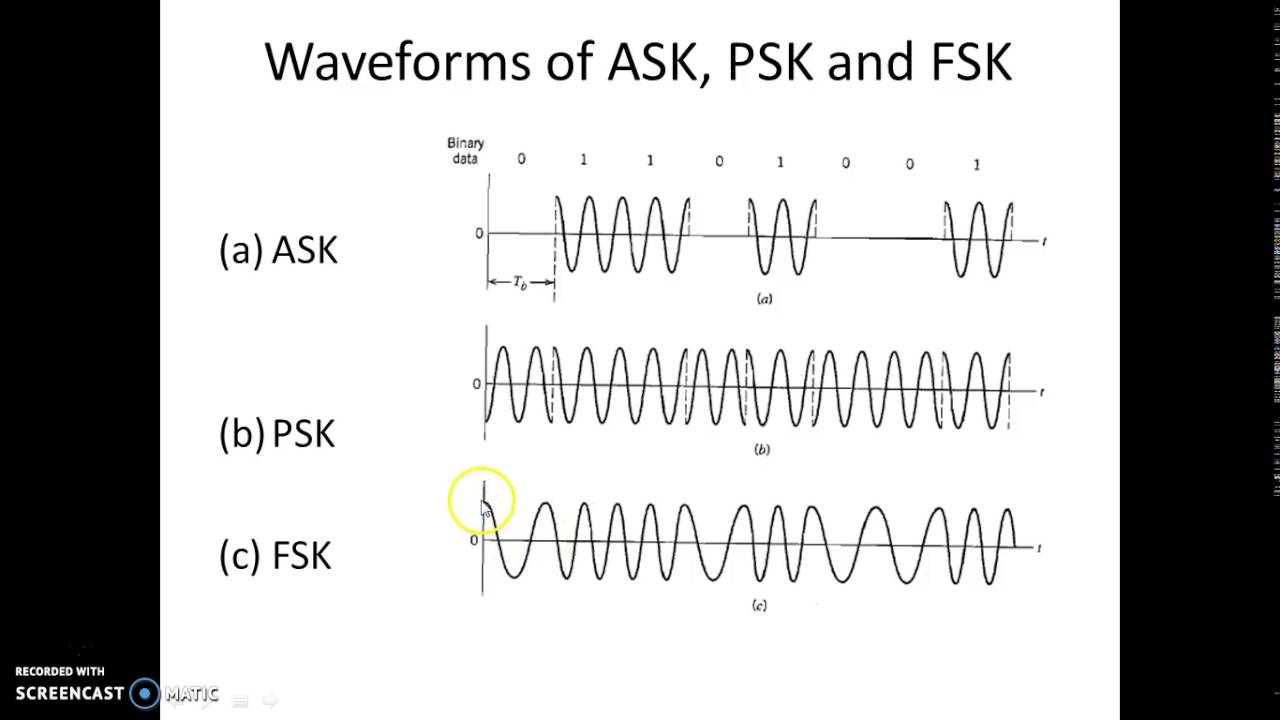 Waveforms of ASK, PSK and FSK
Binary
data 0 1 1 0 1 0 0 1
0
t
(a) ASK
Tb
(a)
0
t
(b) PSK
(b)
0
t
(c) FSK
(c)
RECORDED WITH
SCREENCAST MATIC